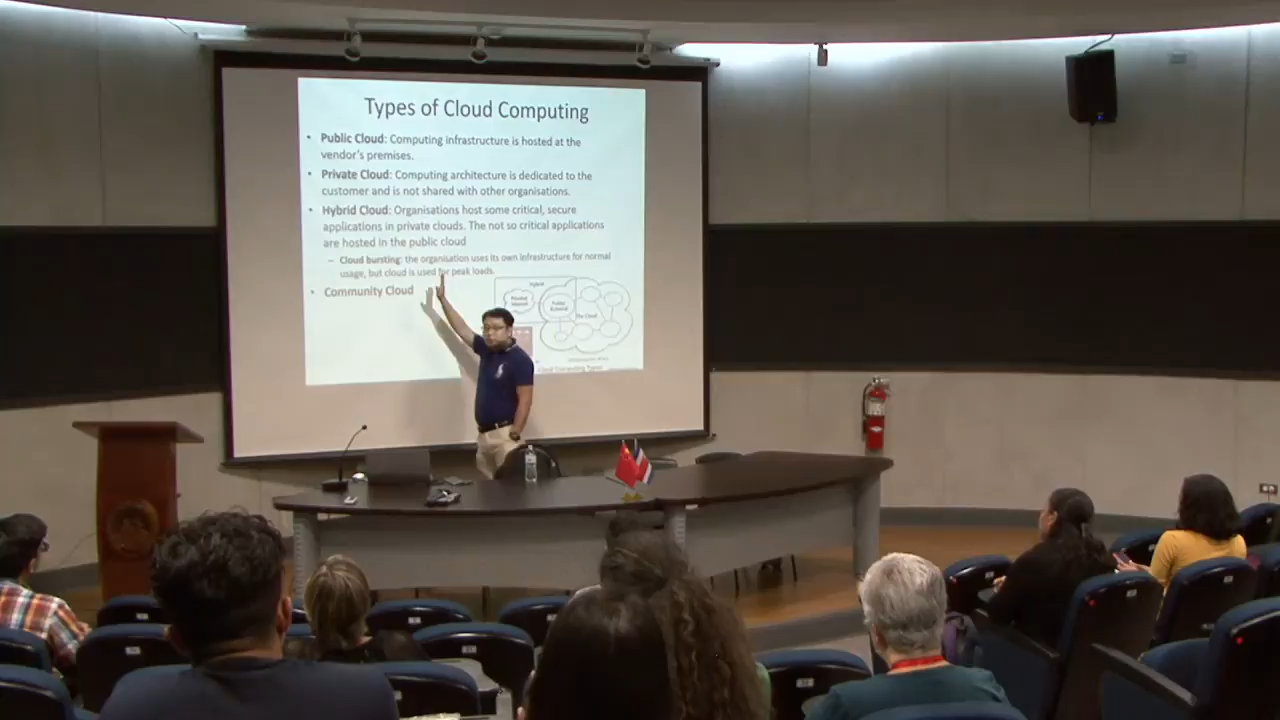 Types of Cloud Computing
• Public Cloud: Computing infrastructure is hosted at the
vendor's premises.
• Private Cloud: Computing architecture is dedicated to the
customer and is not shared with other organisations.
• Hybrid Cloud: Organisations host some critical, secure
applications in private clouds. The not so critical applications
are hosted in the public cloud
– Cloud bursting: the organisation uses its own infrastructure for normal
usage, but cloud is used for peak loads.
• Community Cloud
Hybrid
Private/
Internal
Public/
External
The Cloud
Cloud Computing Types